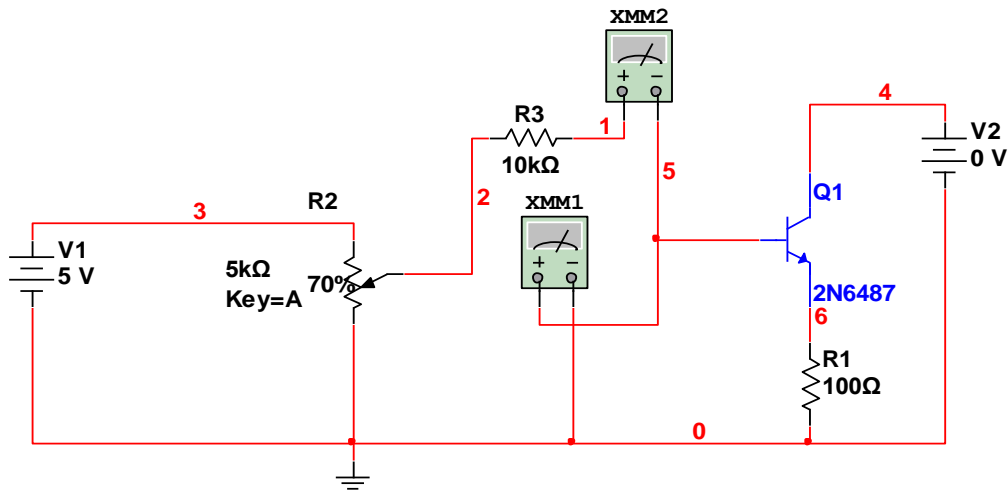 XMM2
+ −
4
R3
1
10kΩ
V2
0 V
5
2
XMM1
Q1
3
R2
V1
5 V
+ −
5kΩ
70%
Key=A
2N6487
6
R1
100Ω
0